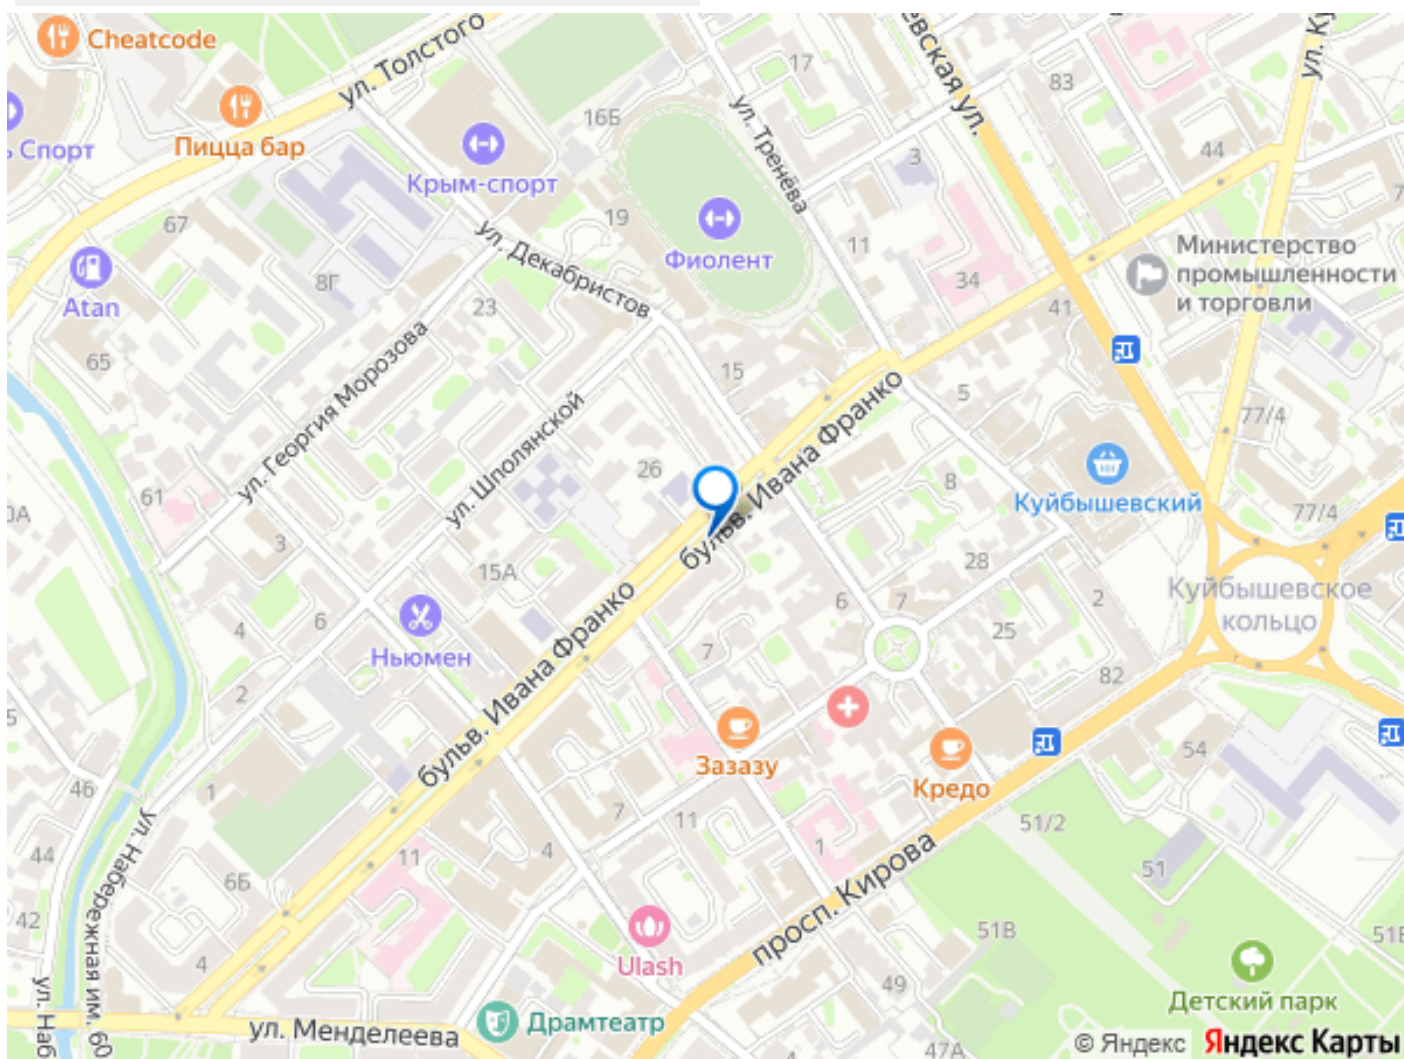 Cheatcode
ул. Толстого
17
83
ул. Тренёва
Пицца бар
16Б
Спорт
Крым-спорт
3
44
67
19
ул. Декабристов
Фиолент
11
34
Министерство
промышленности
и торговли
Atan
8Г
23
41
65
ул. Георгия Морозова
15
5
ул. Шполянской
бульв. Ивана Франко
77/4
26
8
Куйбышевский
61
77/4
3
15А
28
Куйбышевское
кольцо
4
6
6
7
2
25
Ньюмен
7
2
82
бульв. Ивана Франко
Зазазу
54
46
1
Кредо
7
11
51/2
44
11
4
1
51
6Б
просп. Кирова
42
51В
Ulash
4
49
Детский парк
ул. Набережная им. 60
ул. Менделеева
Драмтеатр
47А
© Яндекс Яндекс Карты